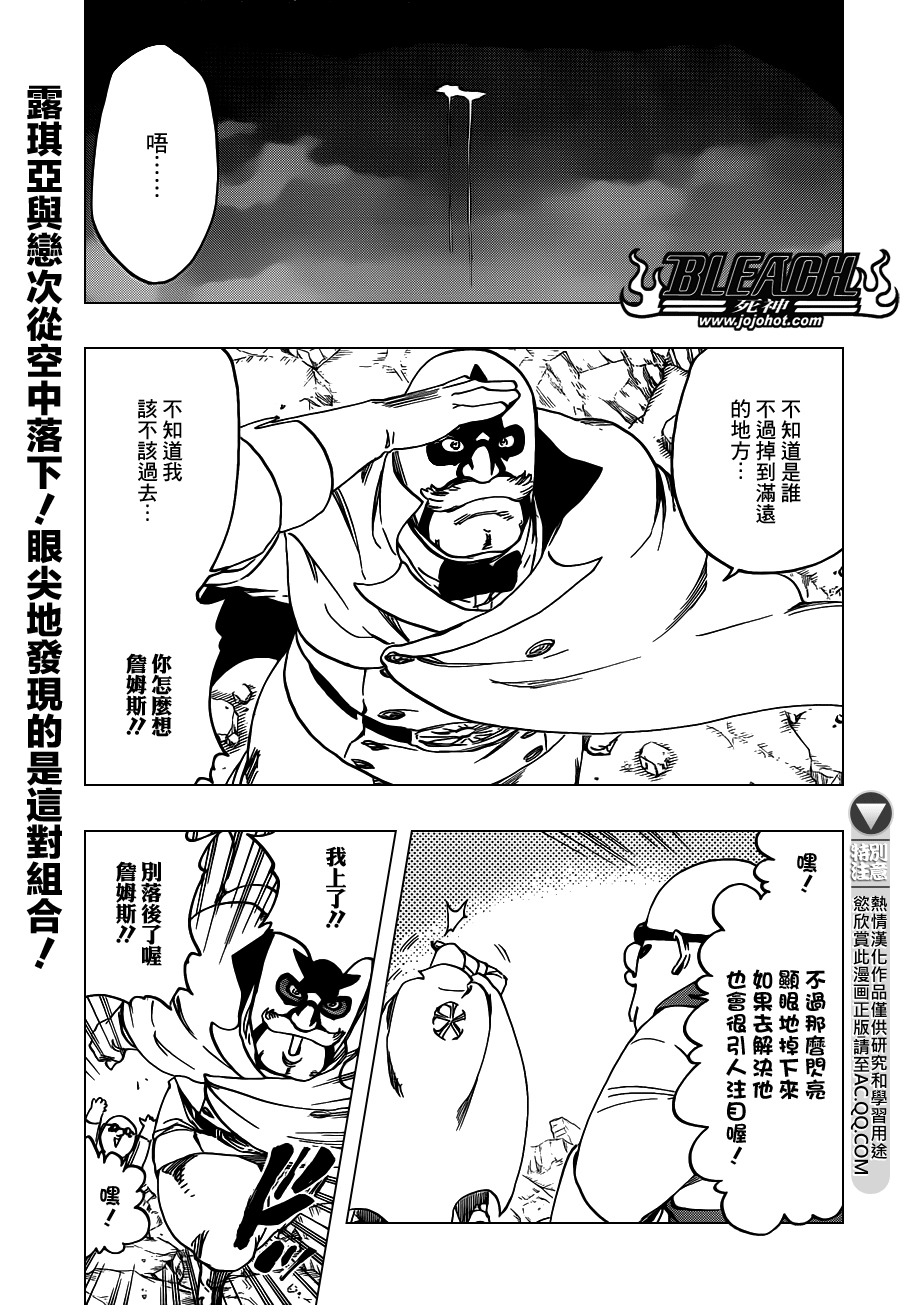 露琪亞與戀次從空中落下！眼尖地發現的是這對組合！
唔……
BLEACH
死神
www.jojohot.com
不知道是誰
不過掉到滿遠
的地方…
不知道我
該不該過去…
你怎麼想
詹姆斯!!
嘿！
不過那麼閃亮
顯眼地掉下來
如果去解決他
也會很引人注目喔！
我上了!!
別落後了喔
詹姆斯!!
嘿！
ドッ
特別
注意
熱情漢化作品僅供研究和學習用途
慾欣賞此漫画正版請至AC.QQ.COM